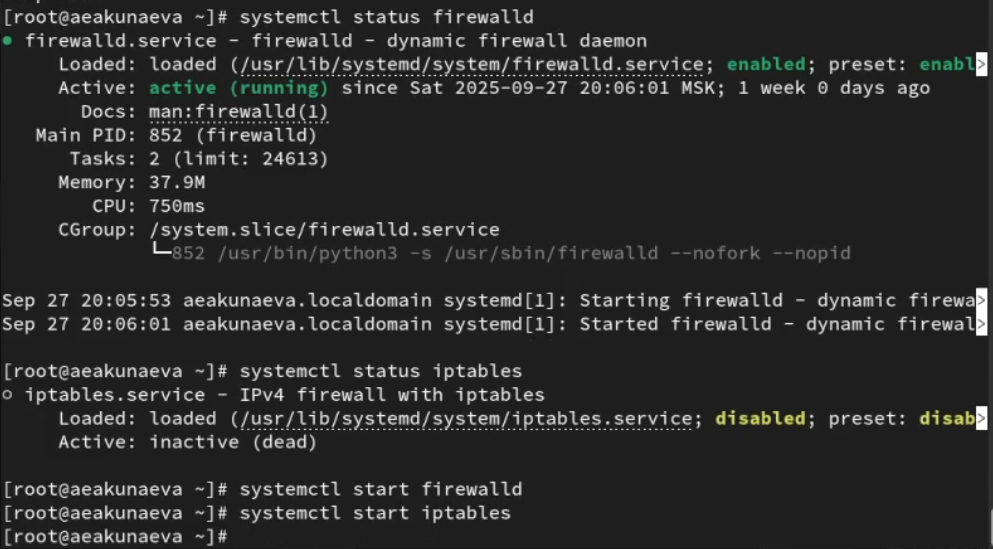 [root@aeakunaeva ~]# systemctl status firewalld
● firewalld.service - firewalld - dynamic firewall daemon
     Loaded: loaded (/usr/lib/systemd/system/firewalld.service; enabled; preset: enabl>
     Active: active (running) since Sat 2025-09-27 20:06:01 MSK; 1 week 0 days ago
       Docs: man:firewalld(1)
   Main PID: 852 (firewalld)
      Tasks: 2 (limit: 24613)
     Memory: 37.9M
        CPU: 750ms
     CGroup: /system.slice/firewalld.service
             └─852 /usr/bin/python3 -s /usr/sbin/firewalld --nofork --nopid

Sep 27 20:05:53 aeakunaeva.localdomain systemd[1]: Starting firewalld - dynamic firewa>
Sep 27 20:06:01 aeakunaeva.localdomain systemd[1]: Started firewalld - dynamic firewal>

[root@aeakunaeva ~]# systemctl status iptables
○ iptables.service - IPv4 firewall with iptables
     Loaded: loaded (/usr/lib/systemd/system/iptables.service; disabled; preset: disab>
     Active: inactive (dead)

[root@aeakunaeva ~]# systemctl start firewalld
[root@aeakunaeva ~]# systemctl start iptables
[root@aeakunaeva ~]#